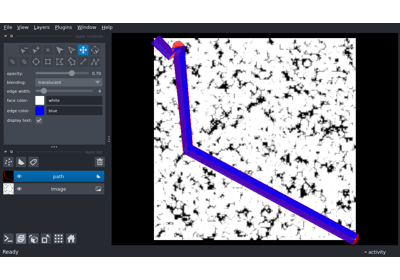 File View Layers Plugins Window Help
opacity: 0.70
blending: translucent
edge width:
face color: white
edge color: blue
display text:
path
Image
Ready
activity